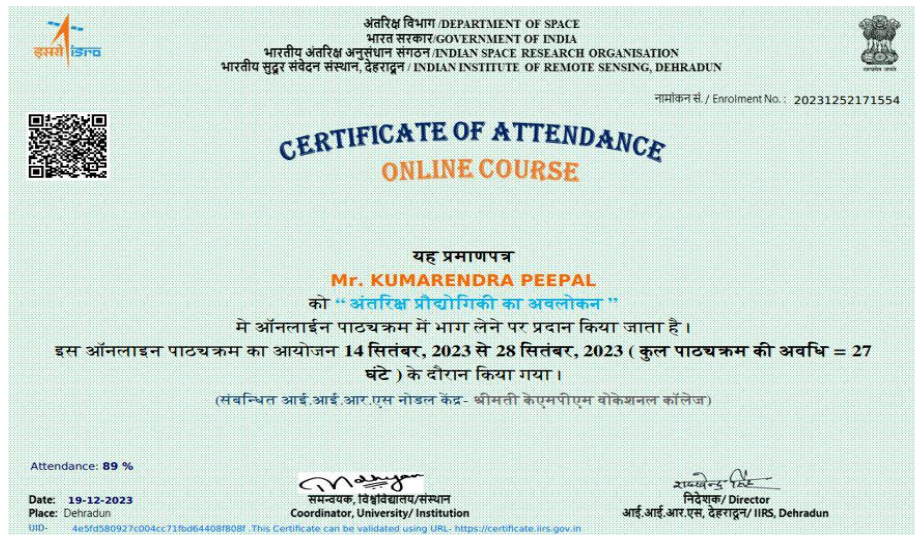 इसरो isro
अंतरिक्ष विभाग /DEPARTMENT OF SPACE
भारत सरकार/GOVERNMENT OF INDIA
भारतीय अंतरिक्ष अनुसंधान संगठन /INDIAN SPACE RESEARCH ORGANISATION
भारतीय सुदूर संवेदन संस्थान, देहरादून / INDIAN INSTITUTE OF REMOTE SENSING, DEHRADUN
सत्यमेव जयते
नामांकन सं. / Enrolment No. : 20231252171554
CERTIFICATE OF ATTENDANCE
ONLINE COURSE
यह प्रमाणपत्र
Mr. KUMARENDRA PEEPAL
को “ अंतरिक्ष प्रौद्योगिकी का अवलोकन ”
मे ऑनलाईन पाठ्यक्रम में भाग लेने पर प्रदान किया जाता है।
इस ऑनलाइन पाठ्यक्रम का आयोजन 14 सितंबर, 2023 से 28 सितंबर, 2023 ( कुल पाठ्यक्रम की अवधि = 27
घंटे ) के दौरान किया गया।
(संबन्धित आई.आई.आर.एस नोडल केंद्र- श्रीमती केएमपीएम वोकेशनल कॉलेज)
Attendance: 89 %
समन्वयक, विश्वविद्यालय/संस्थान
Coordinator, University/ Institution
निदेशक/ Director
आई.आई.आर.एस, देहरादून/ IIRS, Dehradun
Date: 19-12-2023
Place: Dehradun
UID- 4e5fd580927c004cc71fbd64408f808f .This Certificate can be validated using URL- https://certificate.iirs.gov.in